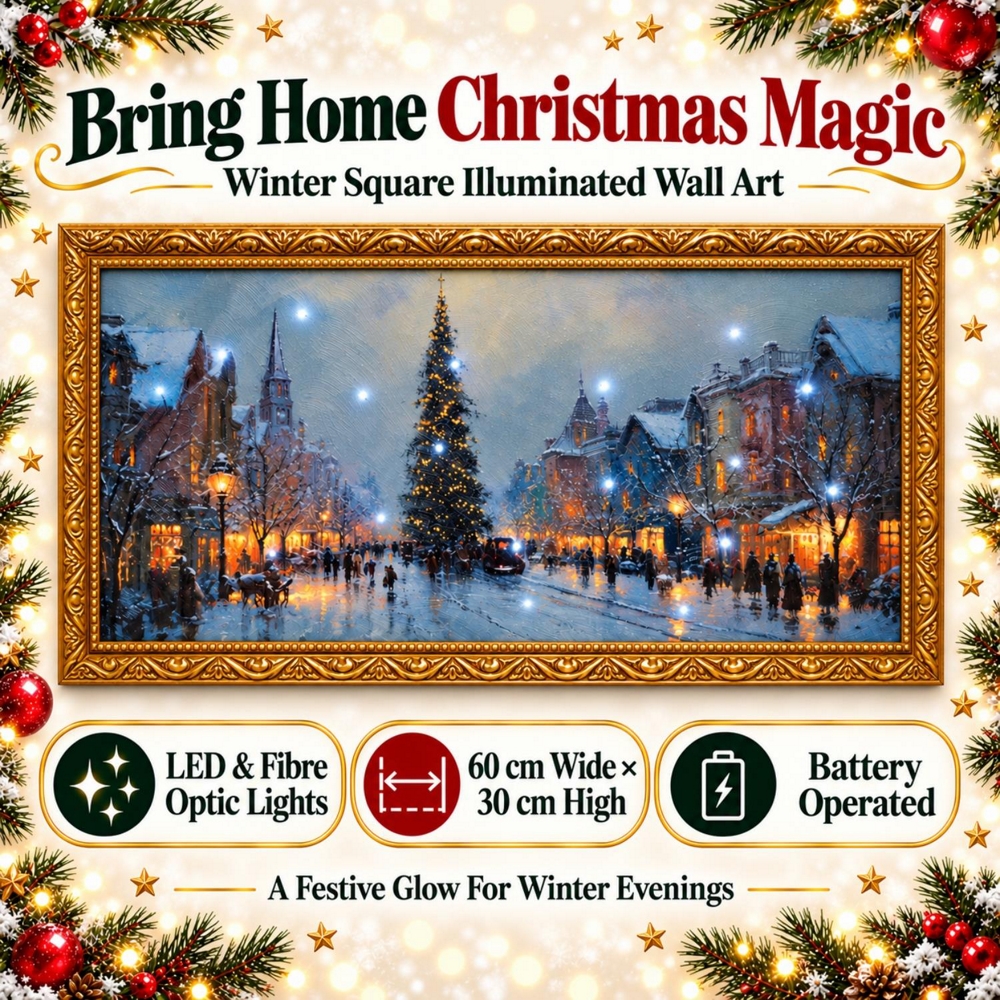 Bring Home Christmas Magic
Winter Square Illuminated Wall Art
LED & Fibre
Optic Lights
60 cm Wide ×
30 cm High
Battery
Operated
A Festive Glow For Winter Evenings